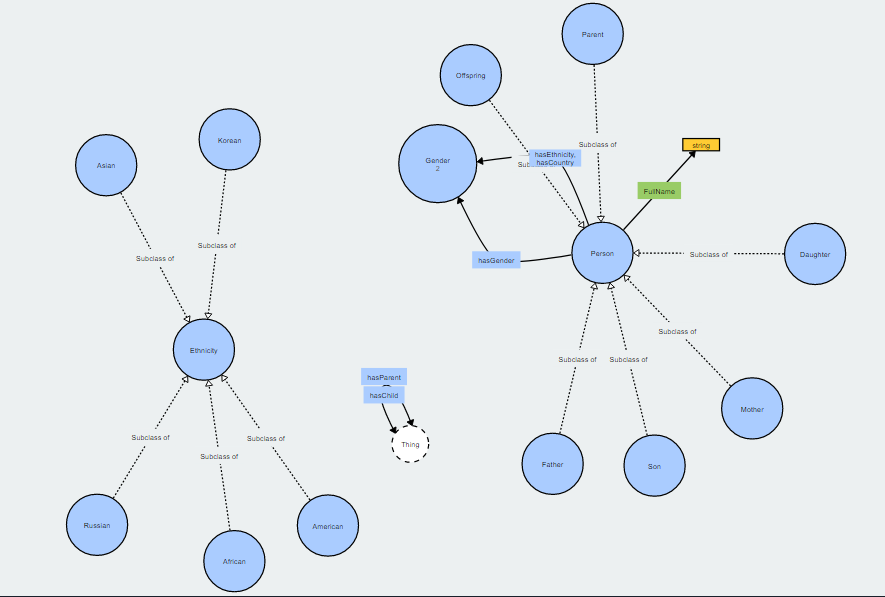 Parent
Offspring
Korean
Asian
Gender
2
Subclass of
string
hasEthnicity,
hasCountry
FullName
Subclass of
Subclass of
hasGender
Person
Subclass of
Daughter
Subclass of
Subclass of
Subclass of
Ethnicity
Subclass of
hasParent
hasChild
Mother
Subclass of
Subclass of
Thing
Subclass of
Father
Son
Russian
American
African